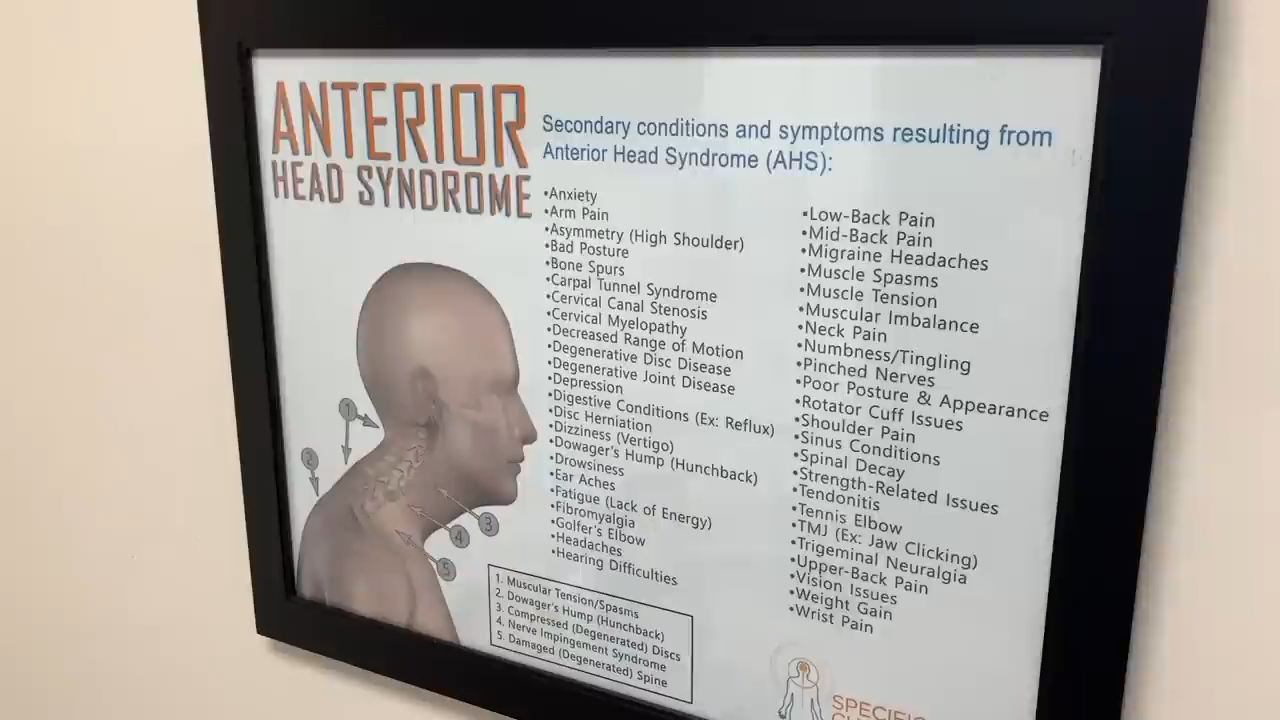 ANTERIOR
HEAD SYNDROME
Secondary conditions and symptoms resulting from
Anterior Head Syndrome (AHS):
•Anxiety
•Arm Pain
•Asymmetry (High Shoulder)
•Bad Posture
•Bone Spurs
•Carpal Tunnel Syndrome
•Cervical Canal Stenosis
•Cervical Myelopathy
•Decreased Range of Motion
•Degenerative Disc Disease
•Degenerative Joint Disease
•Depression
•Digestive Conditions (Ex: Reflux)
•Disc Herniation
•Dizziness (Vertigo)
•Dowager's Hump (Hunchback)
•Drowsiness
•Ear Aches
•Fatigue (Lack of Energy)
•Fibromyalgia
•Golfer's Elbow
•Headaches
•Hearing Difficulties
•Low-Back Pain
•Mid-Back Pain
•Migraine Headaches
•Muscle Spasms
•Muscle Tension
•Muscular Imbalance
•Neck Pain
•Numbness/Tingling
•Pinched Nerves
•Poor Posture & Appearance
•Rotator Cuff Issues
•Shoulder Pain
•Sinus Conditions
•Spinal Decay
•Strength-Related Issues
•Tendonitis
•Tennis Elbow
•TMJ (Ex: Jaw Clicking)
•Trigeminal Neuralgia
•Upper-Back Pain
•Vision Issues
•Weight Gain
•Wrist Pain
1
2
3
4
5
1. Muscular Tension/Spasms
2. Dowager's Hump (Hunchback)
3. Compressed (Degenerated) Discs
4. Nerve Impingement Syndrome
5. Damaged (Degenerated) Spine
SPECIFIC